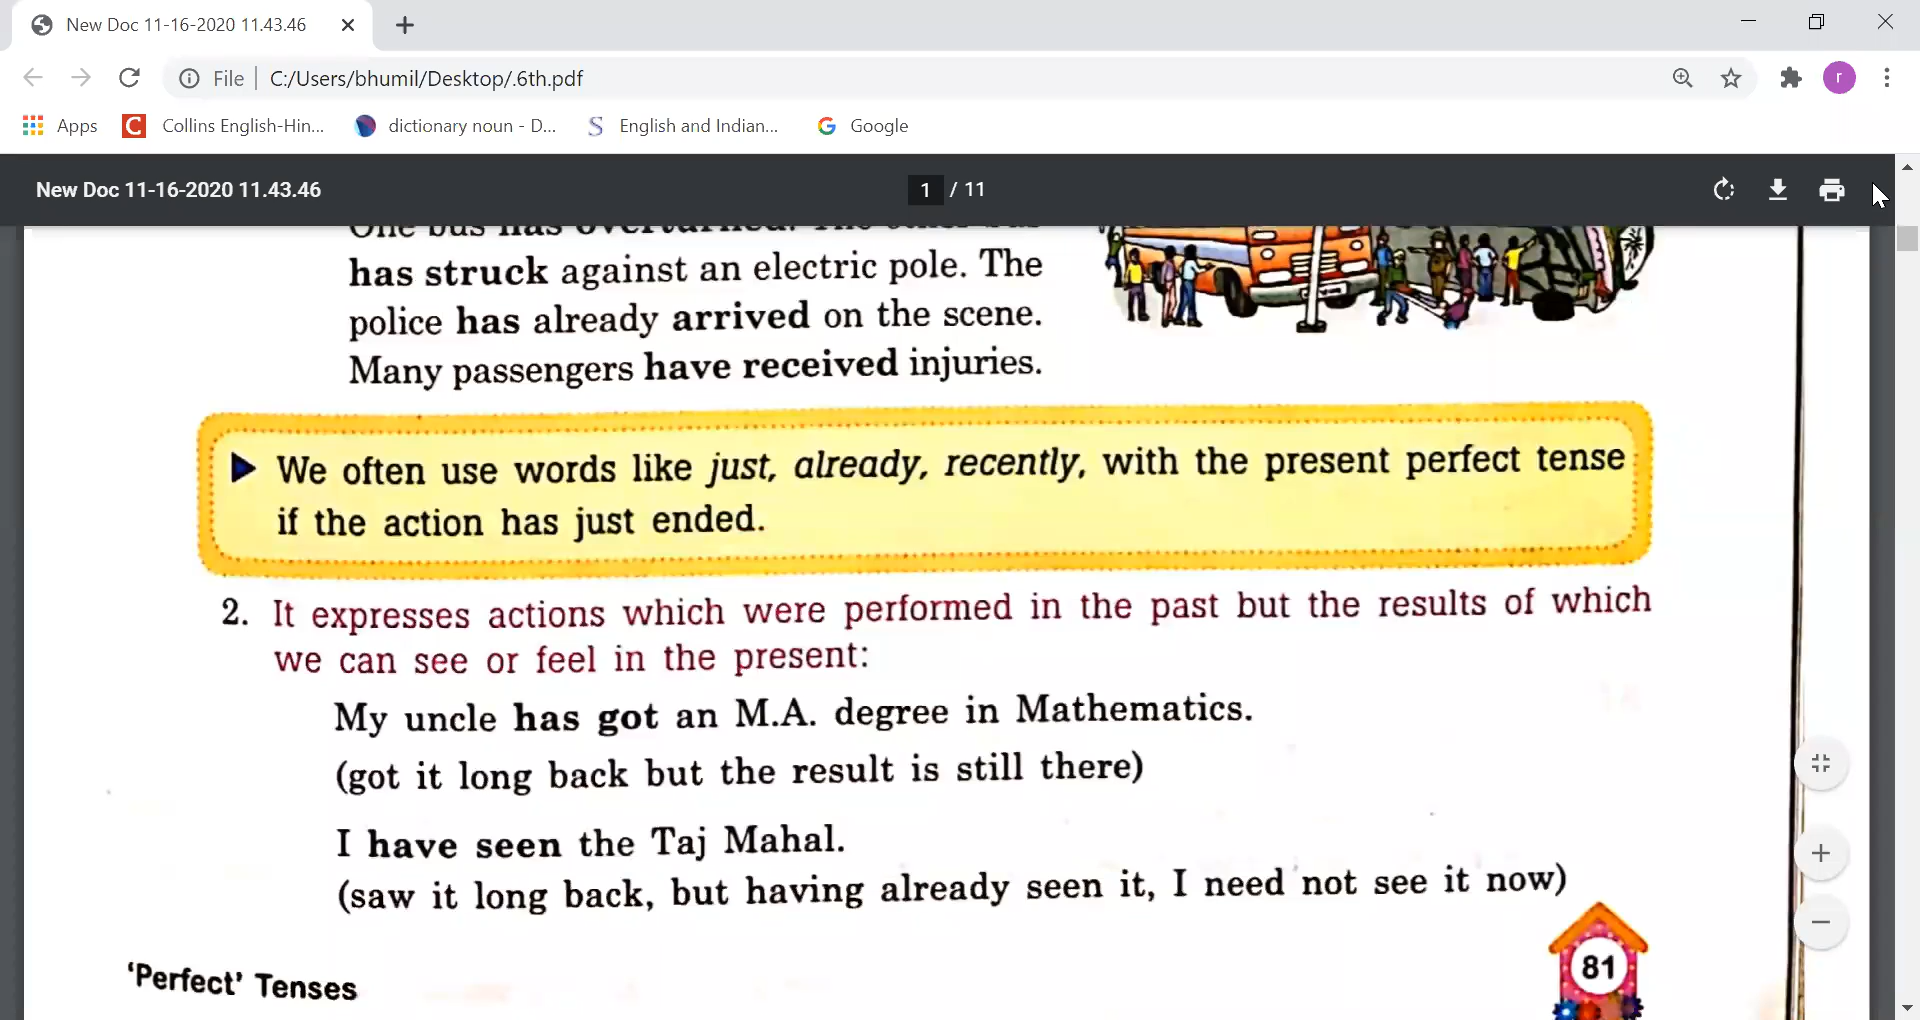 New Doc 11-16-2020 11.43.46
File C:/Users/bhumil/Desktop/.6th.pdf
r
Apps Collins English-Hin... dictionary noun - D... English and Indian... Google
New Doc 11-16-2020 11.43.46 1 / 11
One bus has overturned. The other bus
has struck against an electric pole. The
police has already arrived on the scene.
Many passengers have received injuries.
We often use words like just, already, recently, with the present perfect tense
if the action has just ended.
2. It expresses actions which were performed in the past but the results of which
we can see or feel in the present:
My uncle has got an M.A. degree in Mathematics.
(got it long back but the result is still there)
I have seen the Taj Mahal.
(saw it long back, but having already seen it, I need not see it now)
'Perfect' Tenses
81